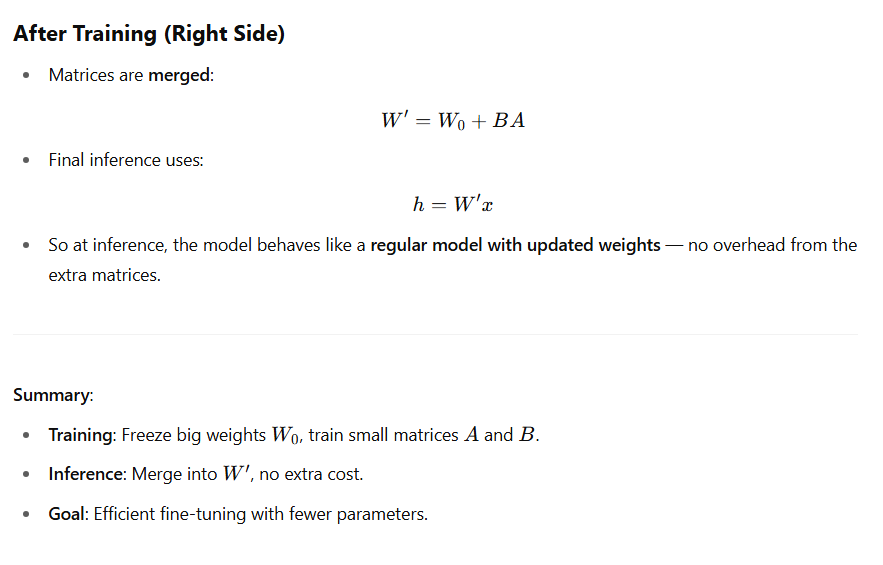 After Training (Right Side)
• Matrices are merged:
W′ = W₀ + BA
• Final inference uses:
h = W′x
• So at inference, the model behaves like a regular model with updated weights — no overhead from the
extra matrices.
Summary:
• Training: Freeze big weights W₀, train small matrices A and B.
• Inference: Merge into W′, no extra cost.
• Goal: Efficient fine-tuning with fewer parameters.